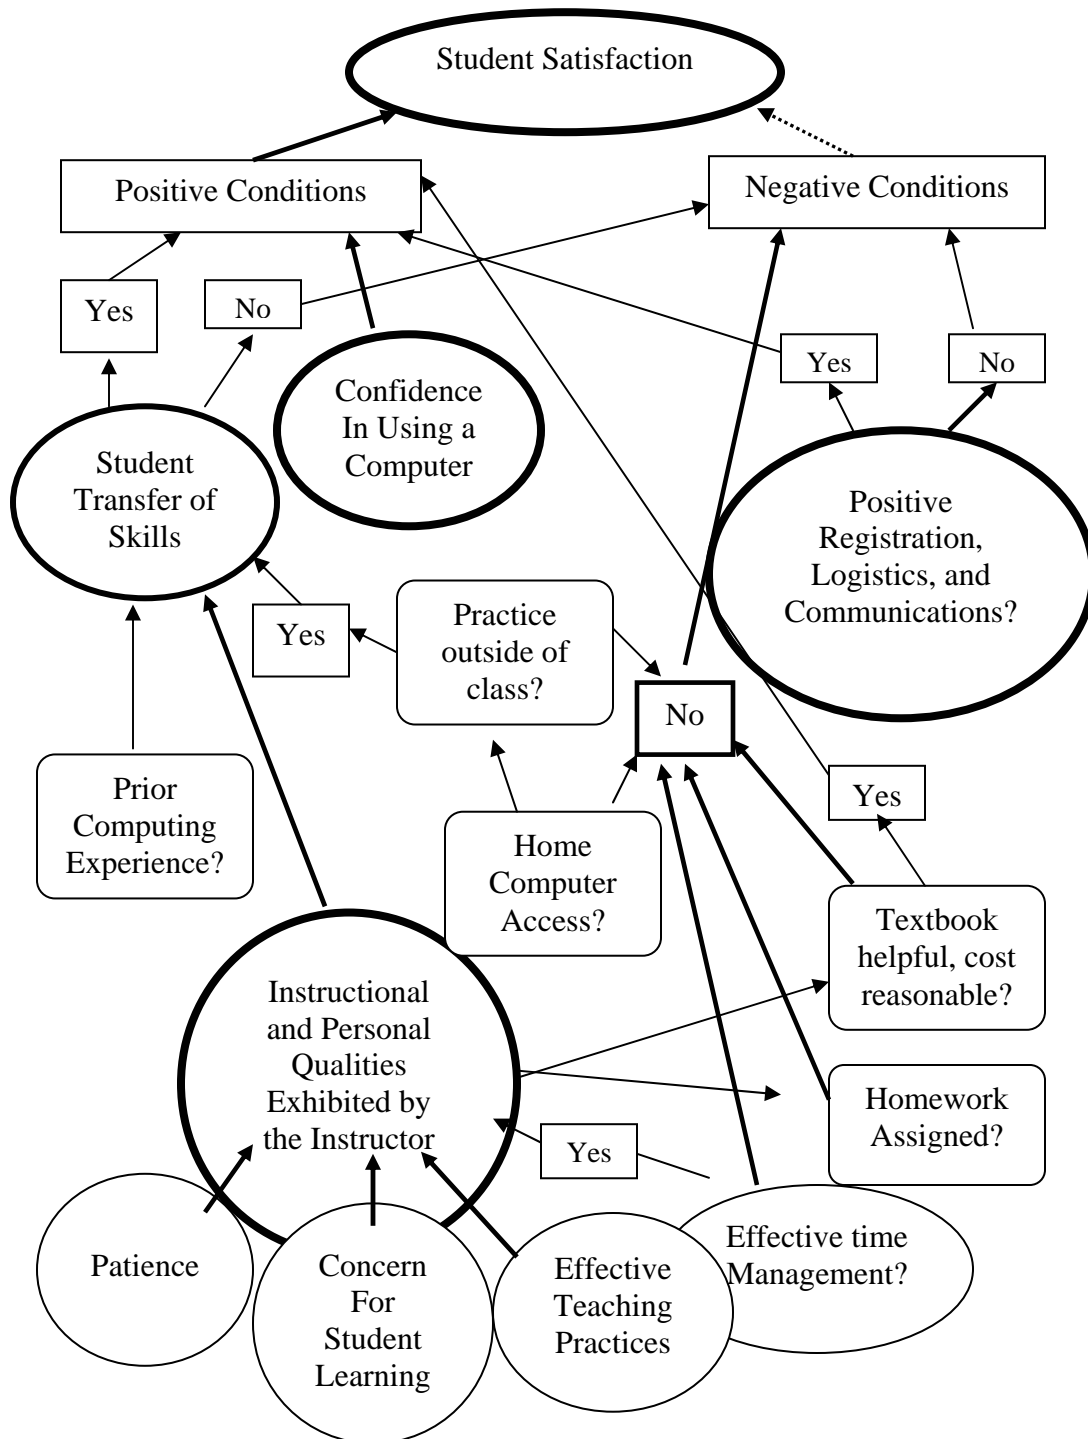 Student Satisfaction
Positive Conditions
Negative Conditions
Yes
No
Yes
No
Confidence
In Using a
Computer
Student
Transfer of
Skills
Positive
Registration,
Logistics, and
Communications?
Yes
Practice
outside of
class?
No
Prior
Computing
Experience?
Yes
Home
Computer
Access?
Textbook
helpful, cost
reasonable?
Instructional
and Personal
Qualities
Exhibited by
the Instructor
Homework
Assigned?
Yes
Patience
Concern
For
Student
Learning
Effective
Teaching
Practices
Effective time
Management?